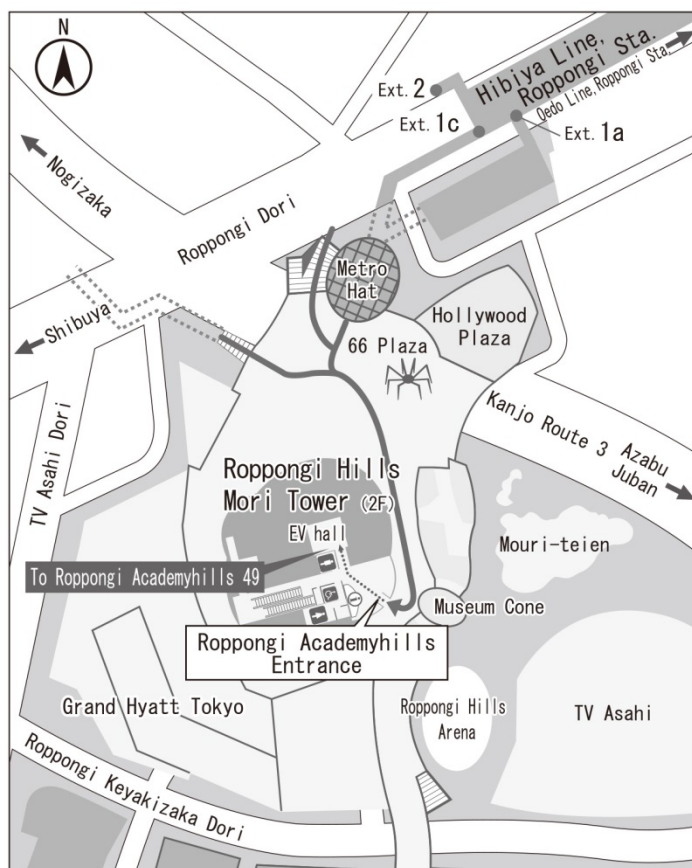 N
Hibiya Line,
Roppongi Sta.
Oedo Line, Roppongi Sta.
Ext. 2
Ext. 1c
Ext. 1a
Nogizaka
Roppongi Dori
Metro
Hat
Hollywood
Plaza
Shibuya
66 Plaza
Kanjo Route 3
Azabu
Juban
TV Asahi Dori
Roppongi Hills
Mori Tower (2F)
EV hall
Mouri-teien
To Roppongi Academyhills 49
Museum Cone
Roppongi Academyhills
Entrance
Grand Hyatt Tokyo
Roppongi Hills
Arena
TV Asahi
Roppongi Keyakizaka Dori